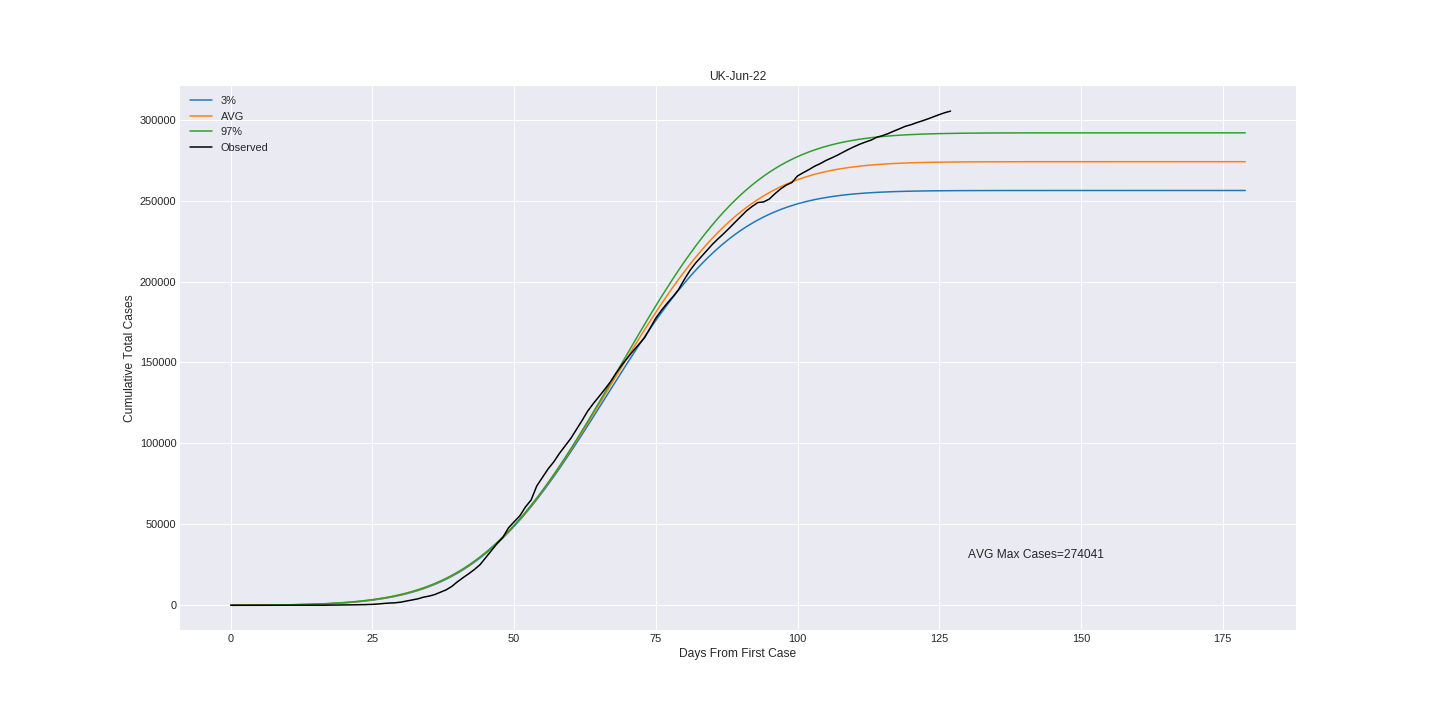 UK-Jun-22
3%
AVG
97%
Observed
300000
250000
200000
150000
100000
50000
0
Cumulative Total Cases
AVG Max Cases=274041
0 25 50 75 100 125 150 175
Days From First Case